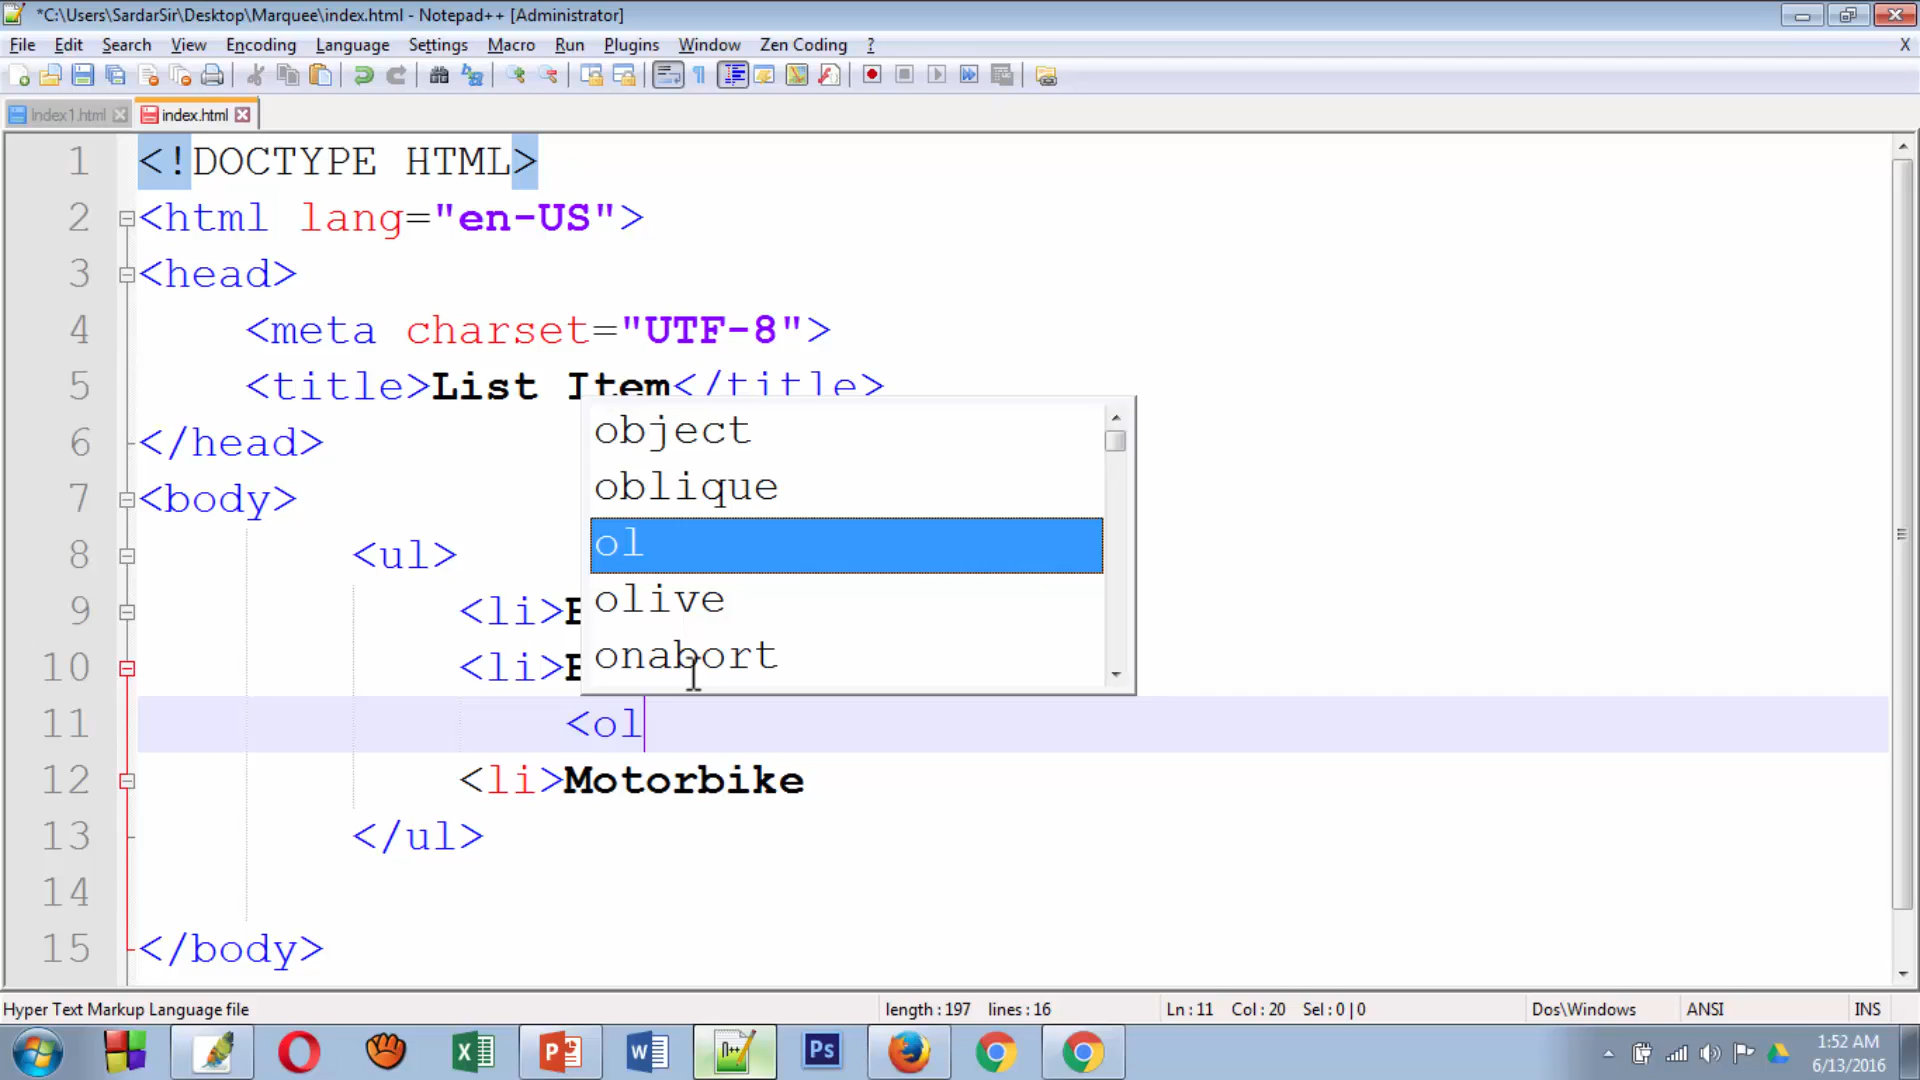 *C:\Users\SardarSir\Desktop\Marquee\index.html - Notepad++ [Administrator]
File Edit Search View Encoding Language Settings Macro Run Plugins Window Zen Coding ? X
Index1.html index.html
1 <!DOCTYPE HTML>
2 <html lang="en-US">
3 <head>
4 <meta charset="UTF-8">
5 <title>List Item</title>
6 </head>
7 <body>
8 <ul>
9 <li>
10 <li>
11 <ol
12 <li>Motorbike
13 </ul>
14
15 </body>
object
oblique
ol
olive
onabort
Hyper Text Markup Language file length : 197 lines : 16 Ln : 11 Col : 20 Sel : 0 | 0 Dos\Windows ANSI INS
Ps
1:52 AM
6/13/2016